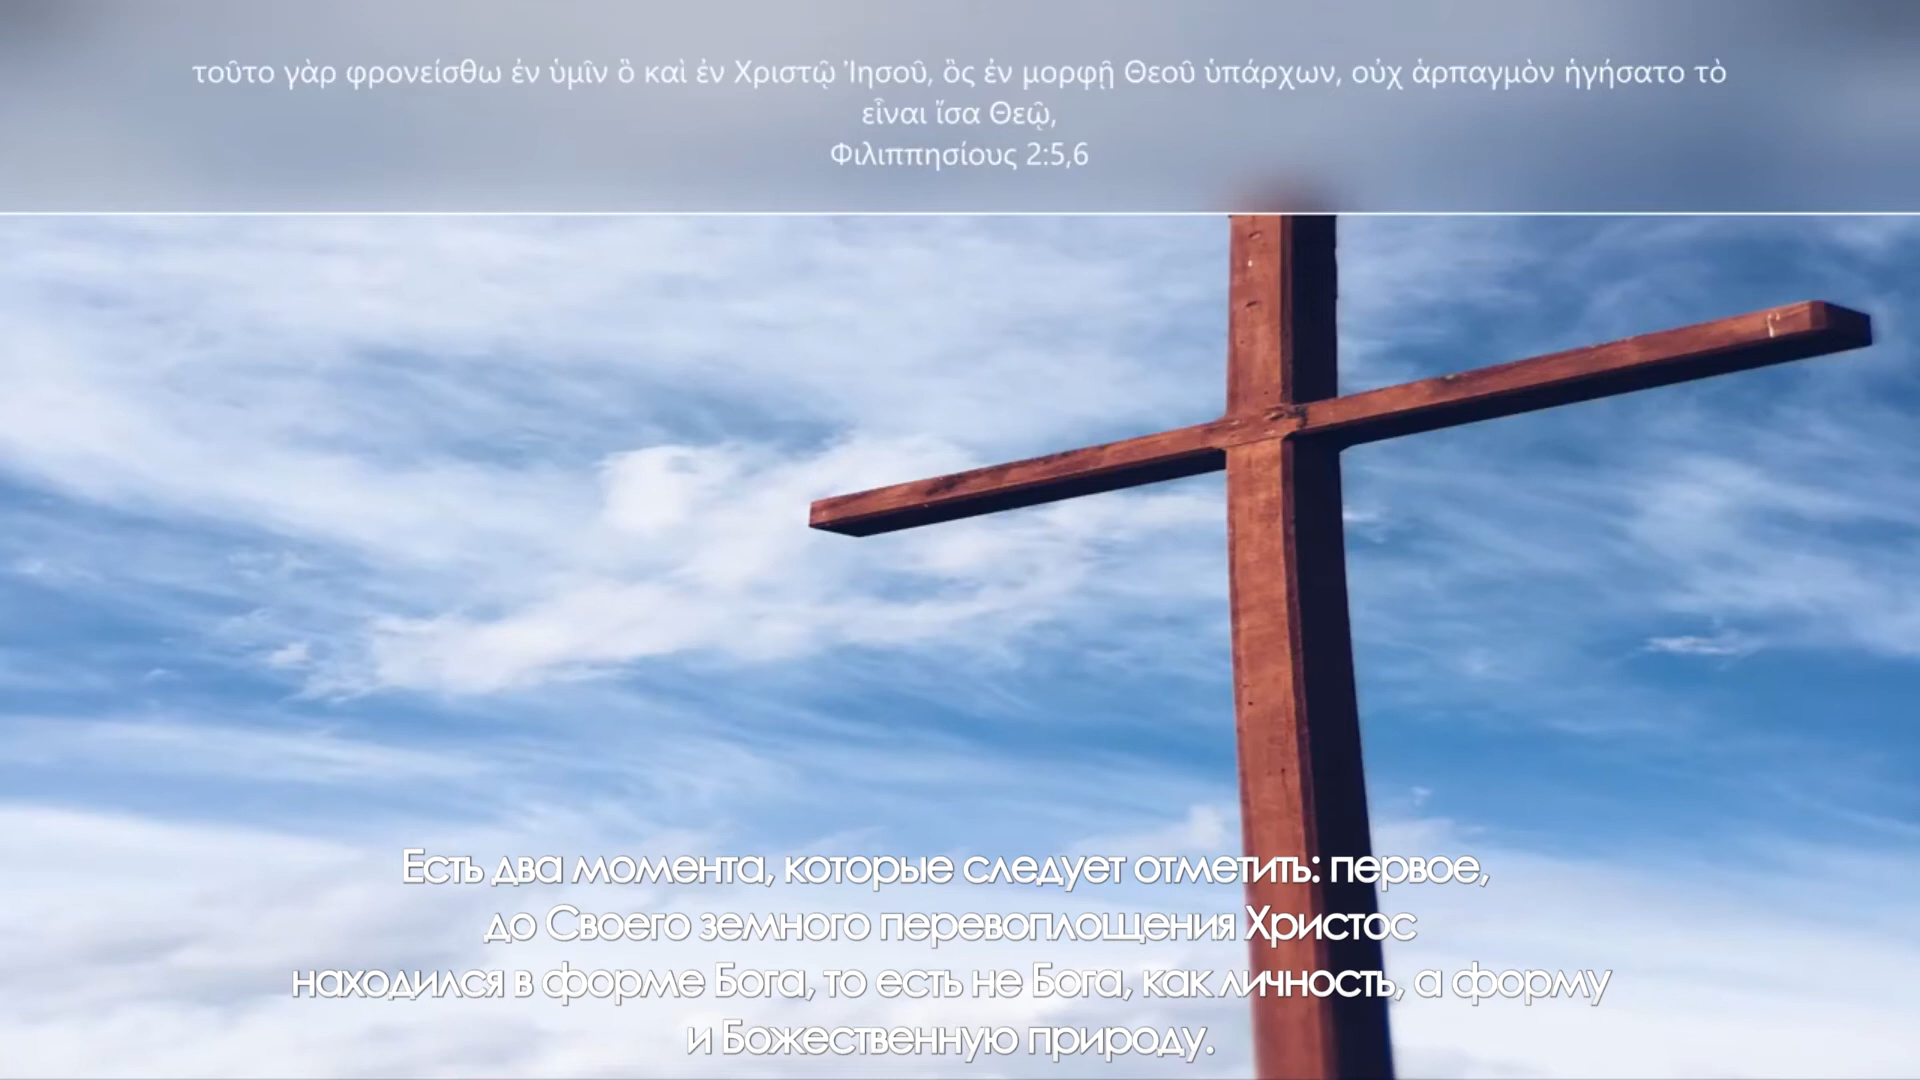 τοῦτο γὰρ φρονείσθω ἐν ὑμῖν ὃ καὶ ἐν Χριστῷ Ἰησοῦ, ὃς ἐν μορφῇ Θεοῦ ὑπάρχων, οὐχ ἁρπαγμὸν ἡγήσατο τὸ
εἶναι ἴσα Θεῷ,
Φιλιππησίους 2:5,6
Есть два момента, которые следует отметить: первое,
до Своего земного перевоплощения Христос
находился в форме Бога, то есть не Бога, как личность, а форму
и Божественную природу.